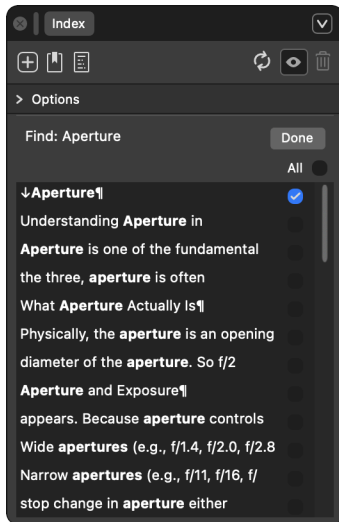 Index
Options
Find: Aperture
Done
All
↓Aperture¶
Understanding Aperture in
Aperture is one of the fundamental
the three, aperture is often
What Aperture Actually Is¶
Physically, the aperture is an opening
diameter of the aperture. So f/2
Aperture and Exposure¶
appears. Because aperture controls
Wide apertures (e.g., f/1.4, f/2.0, f/2.8
Narrow apertures (e.g., f/11, f/16, f/
stop change in aperture either